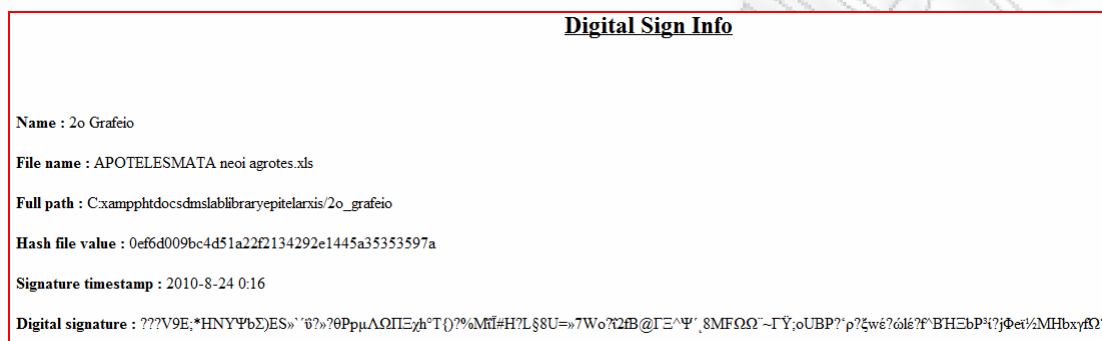 Digital Sign Info
Name : 2o Grafeio
File name : APOTELESMATA neoi agrotes.xls
Full path : C:xampphtdocsdmslablibraryepitelarxis/2o_grafeio
Hash file value : 0ef6d009bc4d51a22f2134292e1445a35353597a
Signature timestamp : 2010-8-24 0:16
Digital signature :